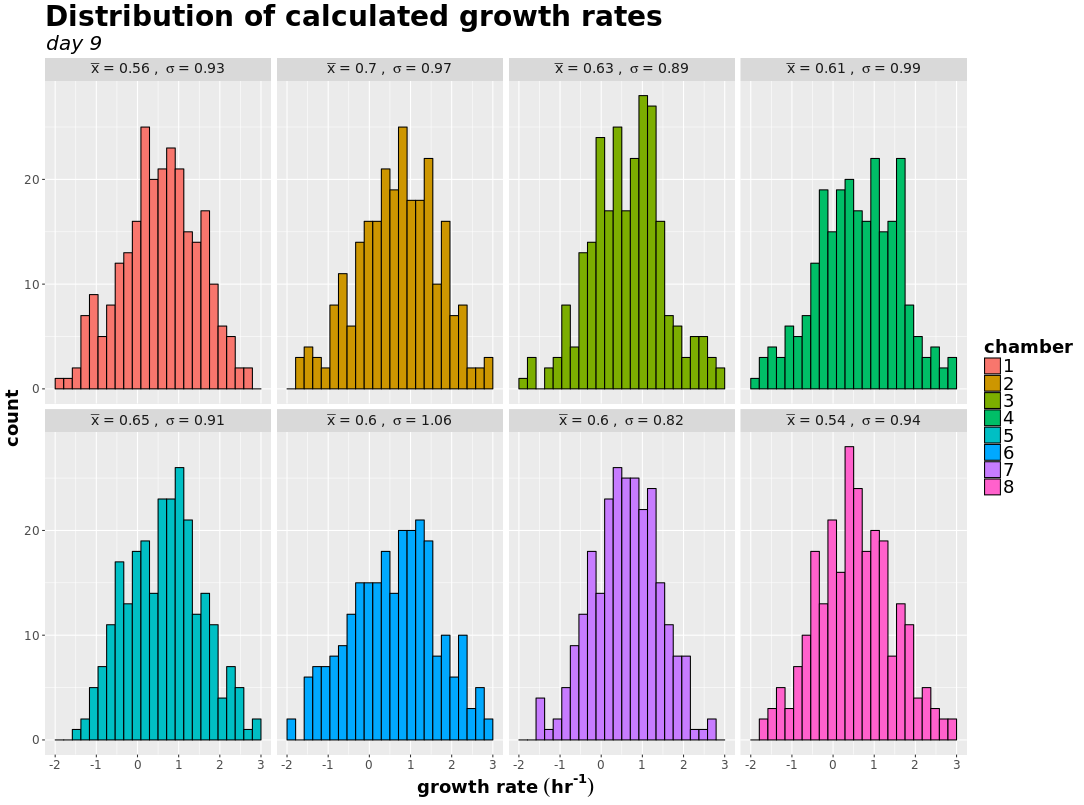 Distribution of calculated growth rates
day 9
x̅ = 0.56 , σ = 0.93
x̅ = 0.7 , σ = 0.97
x̅ = 0.63 , σ = 0.89
x̅ = 0.61 , σ = 0.99
20
10
0
x̅ = 0.65 , σ = 0.91
x̅ = 0.6 , σ = 1.06
x̅ = 0.6 , σ = 0.82
x̅ = 0.54 , σ = 0.94
20
10
0
-2 -1 0 1 2 3
-2 -1 0 1 2 3
-2 -1 0 1 2 3
-2 -1 0 1 2 3
count
growth rate (hr⁻¹)
chamber
1
2
3
4
5
6
7
8